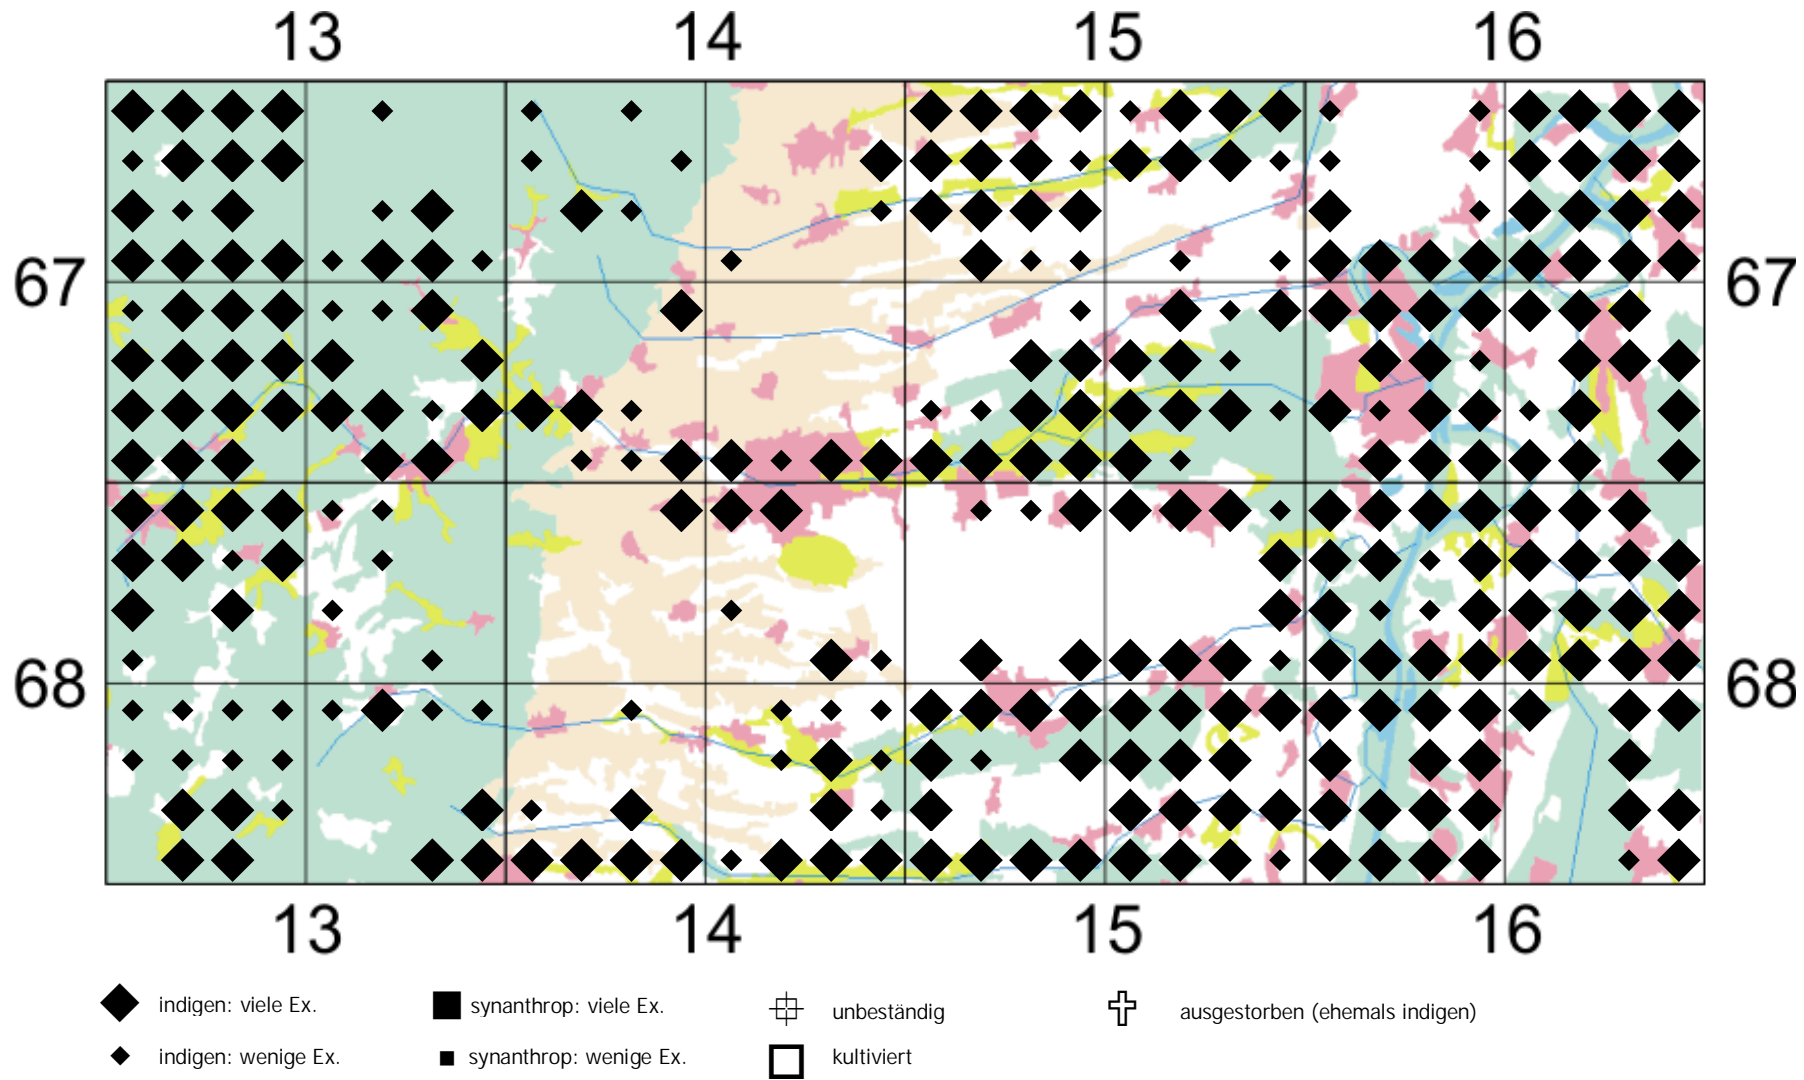 13 14 15 16
67 67
68 68
13 14 15 16
indigen: viele Ex. synanthrop: viele Ex. unbeständig ausgestorben (ehemals indigen)
indigen: wenige Ex. synanthrop: wenige Ex. kultiviert